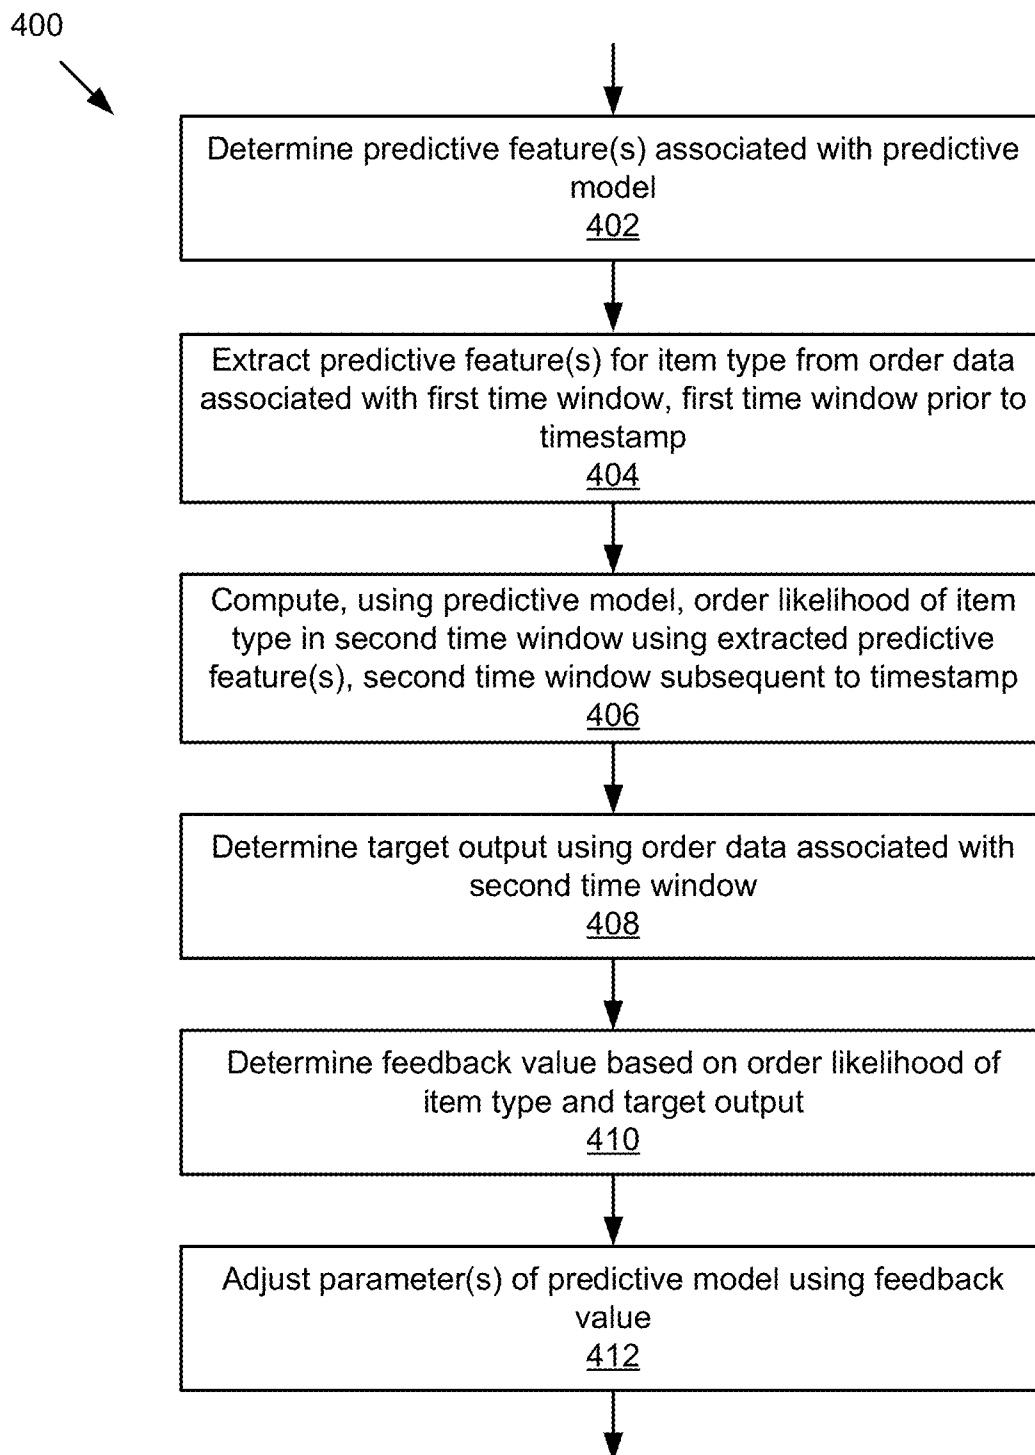 400
Determine predictive feature(s) associated with predictive
model
402
Extract predictive feature(s) for item type from order data
associated with first time window, first time window prior to
timestamp
404
Compute, using predictive model, order likelihood of item
type in second time window using extracted predictive
feature(s), second time window subsequent to timestamp
406
Determine target output using order data associated with
second time window
408
Determine feedback value based on order likelihood of
item type and target output
410
Adjust parameter(s) of predictive model using feedback
value
412